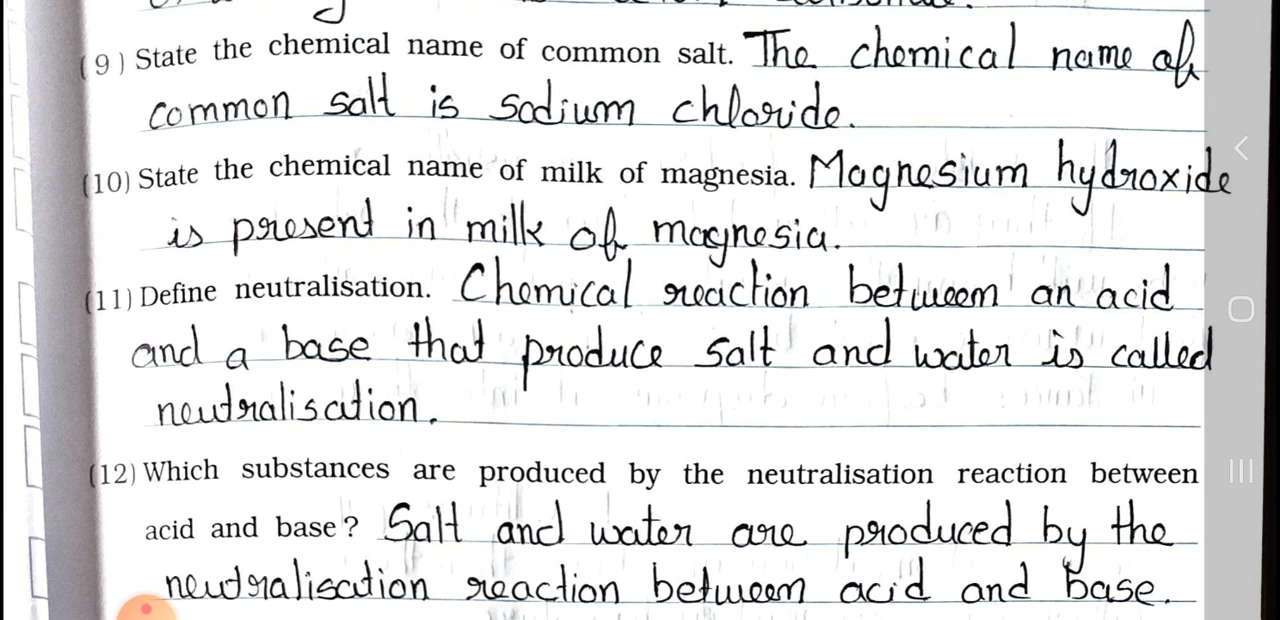 (9) State the chemical name of common salt. The chemical name of
common salt is sodium chloride.
(10) State the chemical name of milk of magnesia. Magnesium hydroxide
is present in milk of magnesia.
(11) Define neutralisation. Chemical reaction between an acid
and a base that produce salt and water is called
neutralisation.
(12) Which substances are produced by the neutralisation reaction between
acid and base? Salt and water are produced by the
neutralisation reaction between acid and base.